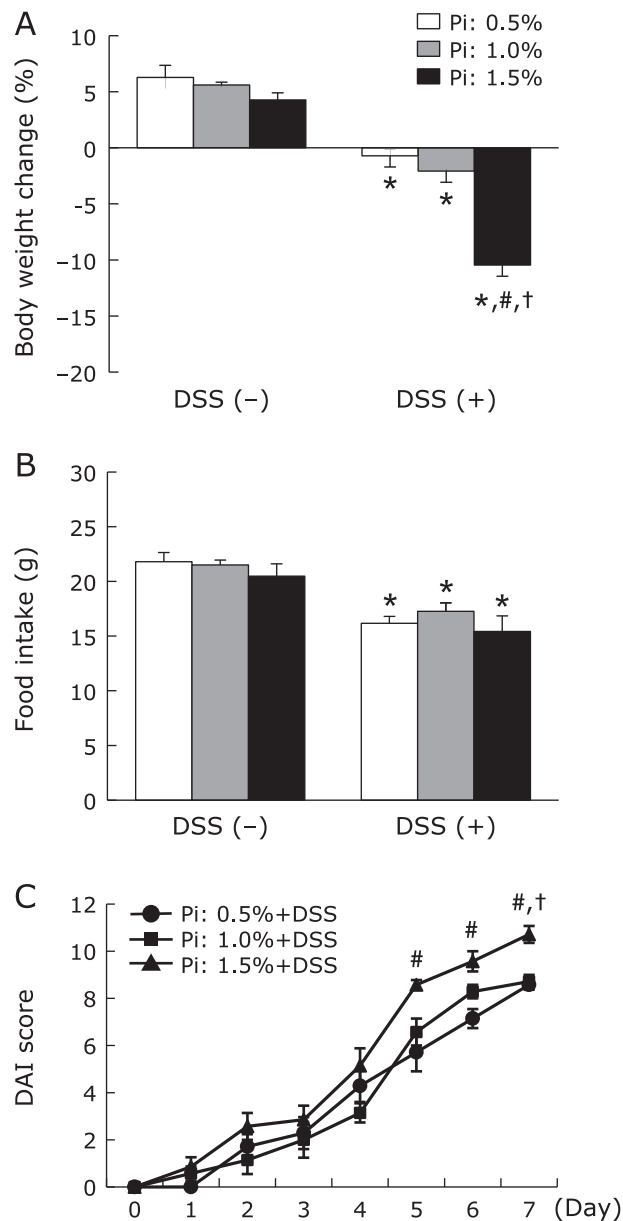 A
Pi: 0.5%
Pi: 1.0%
Pi: 1.5%
Body weight change (%)
10
5
0
−5
−10
−15
−20
*
*
*,#,†
DSS (–)
DSS (+)
B
Food intake (g)
30
25
20
15
10
5
0
*
*
*
DSS (–)
DSS (+)
C
Pi: 0.5%+DSS
Pi: 1.0%+DSS
Pi: 1.5%+DSS
DAI score
12
10
8
6
4
2
0
#
#
#,†
0 1 2 3 4 5 6 7 (Day)